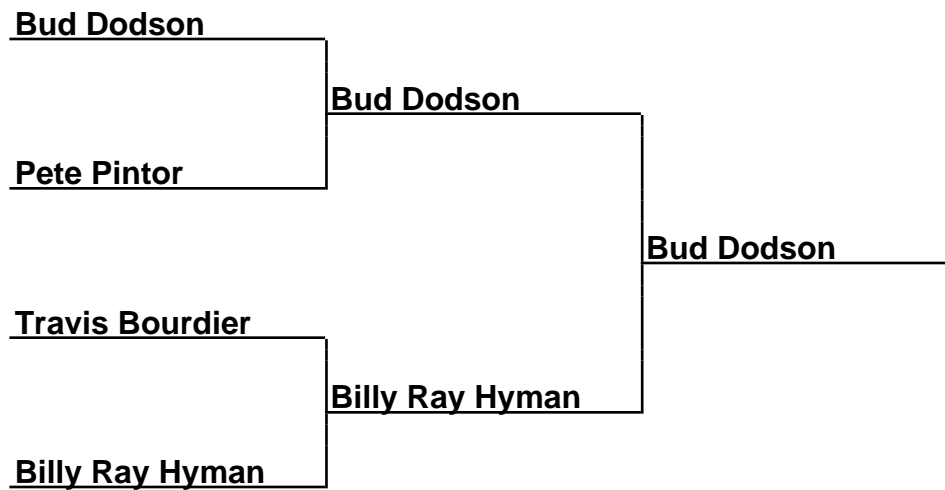 Bud Dodson
Bud Dodson
Pete Pintor
Bud Dodson
Travis Bourdier
Billy Ray Hyman
Billy Ray Hyman